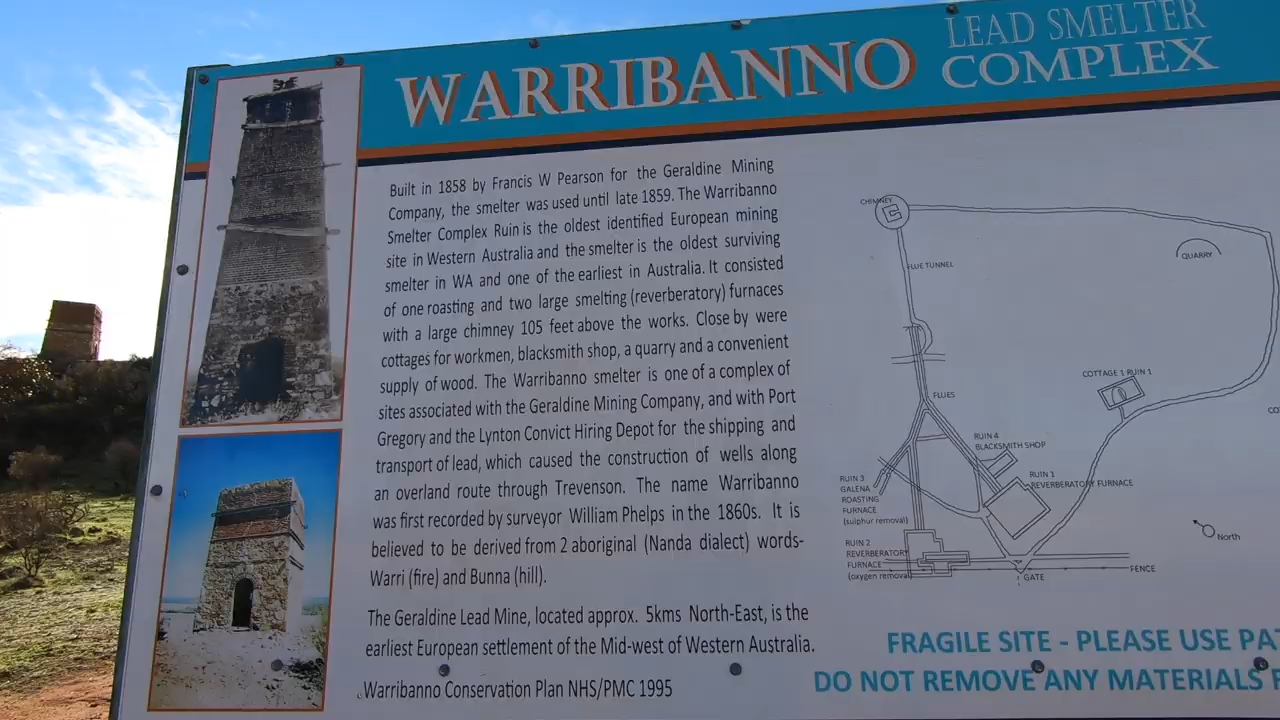 WARRIBANNO
LEAD SMELTER
COMPLEX
Built in 1858 by Francis W Pearson for the Geraldine Mining
Company, the smelter was used until late 1859. The Warribanno
Smelter Complex Ruin is the oldest identified European mining
site in Western Australia and the smelter is the oldest surviving
smelter in WA and one of the earliest in Australia. It consisted
of one roasting and two large smelting (reverberatory) furnaces
with a large chimney 105 feet above the works. Close by were
cottages for workmen, blacksmith shop, a quarry and a convenient
supply of wood. The Warribanno smelter is one of a complex of
sites associated with the Geraldine Mining Company, and with Port
Gregory and the Lynton Convict Hiring Depot for the shipping and
transport of lead, which caused the construction of wells along
an overland route through Trevenson. The name Warribanno
was first recorded by surveyor William Phelps in the 1860s. It is
believed to be derived from 2 aboriginal (Nanda dialect) words-
Warri (fire) and Bunna (hill).
The Geraldine Lead Mine, located approx. 5kms North-East, is the
earliest European settlement of the Mid-west of Western Australia.
Warribanno Conservation Plan NHS/PMC 1995
CHIMNEY
FLUE TUNNEL
QUARRY
COTTAGE 1 RUIN 1
FLUES
RUIN 4
BLACKSMITH SHOP
RUIN 1
REVERBERATORY FURNACE
RUIN 3
GALENA
ROASTING
FURNACE
(sulphur removal)
RUIN 2
REVERBERATORY
FURNACE
(oxygen removal)
North
FENCE
GATE
FRAGILE SITE - PLEASE USE PA
DO NOT REMOVE ANY MATERIALS